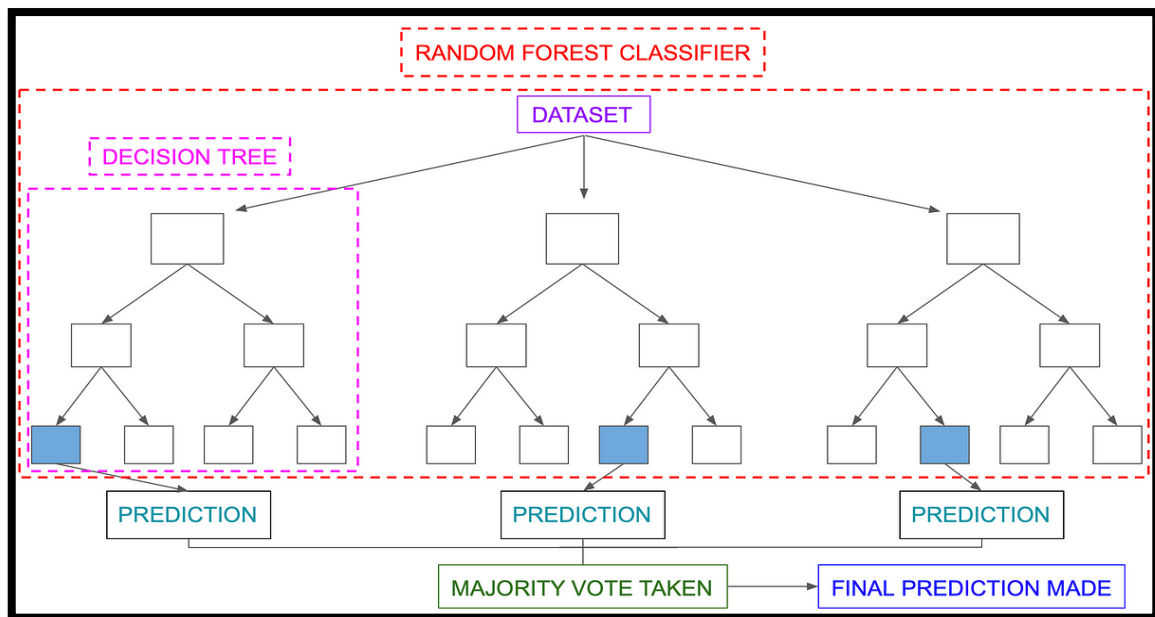 RANDOM FOREST CLASSIFIER
DATASET
DECISION TREE
PREDICTION
PREDICTION
PREDICTION
MAJORITY VOTE TAKEN
FINAL PREDICTION MADE